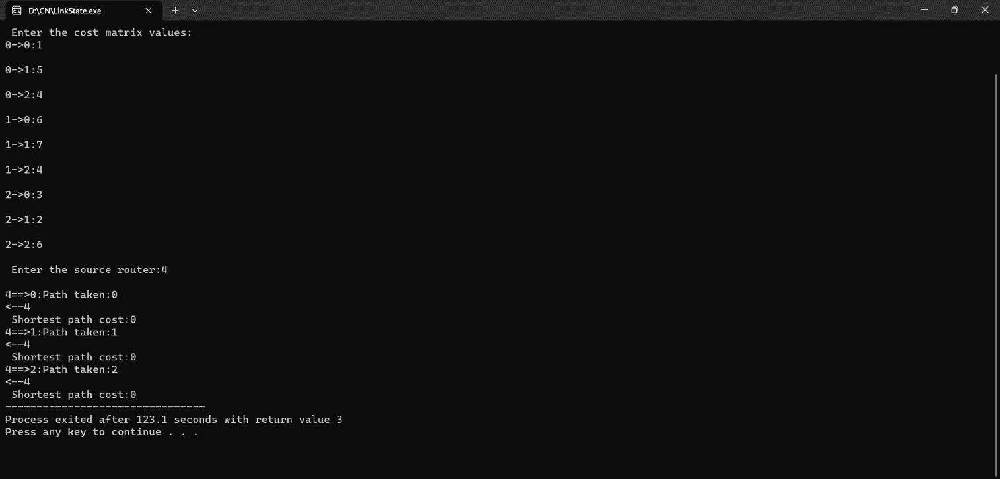 D:\CN\LinkState.exe
Enter the cost matrix values:
0->0:1
0->1:5
0->2:4
1->0:6
1->1:7
1->2:4
2->0:3
2->1:2
2->2:6
Enter the source router:4
4==>0:Path taken:0
<--4
Shortest path cost:0
4==>1:Path taken:1
<--4
Shortest path cost:0
4==>2:Path taken:2
<--4
Shortest path cost:0
--------------------------------
Process exited after 123.1 seconds with return value 3
Press any key to continue . . .